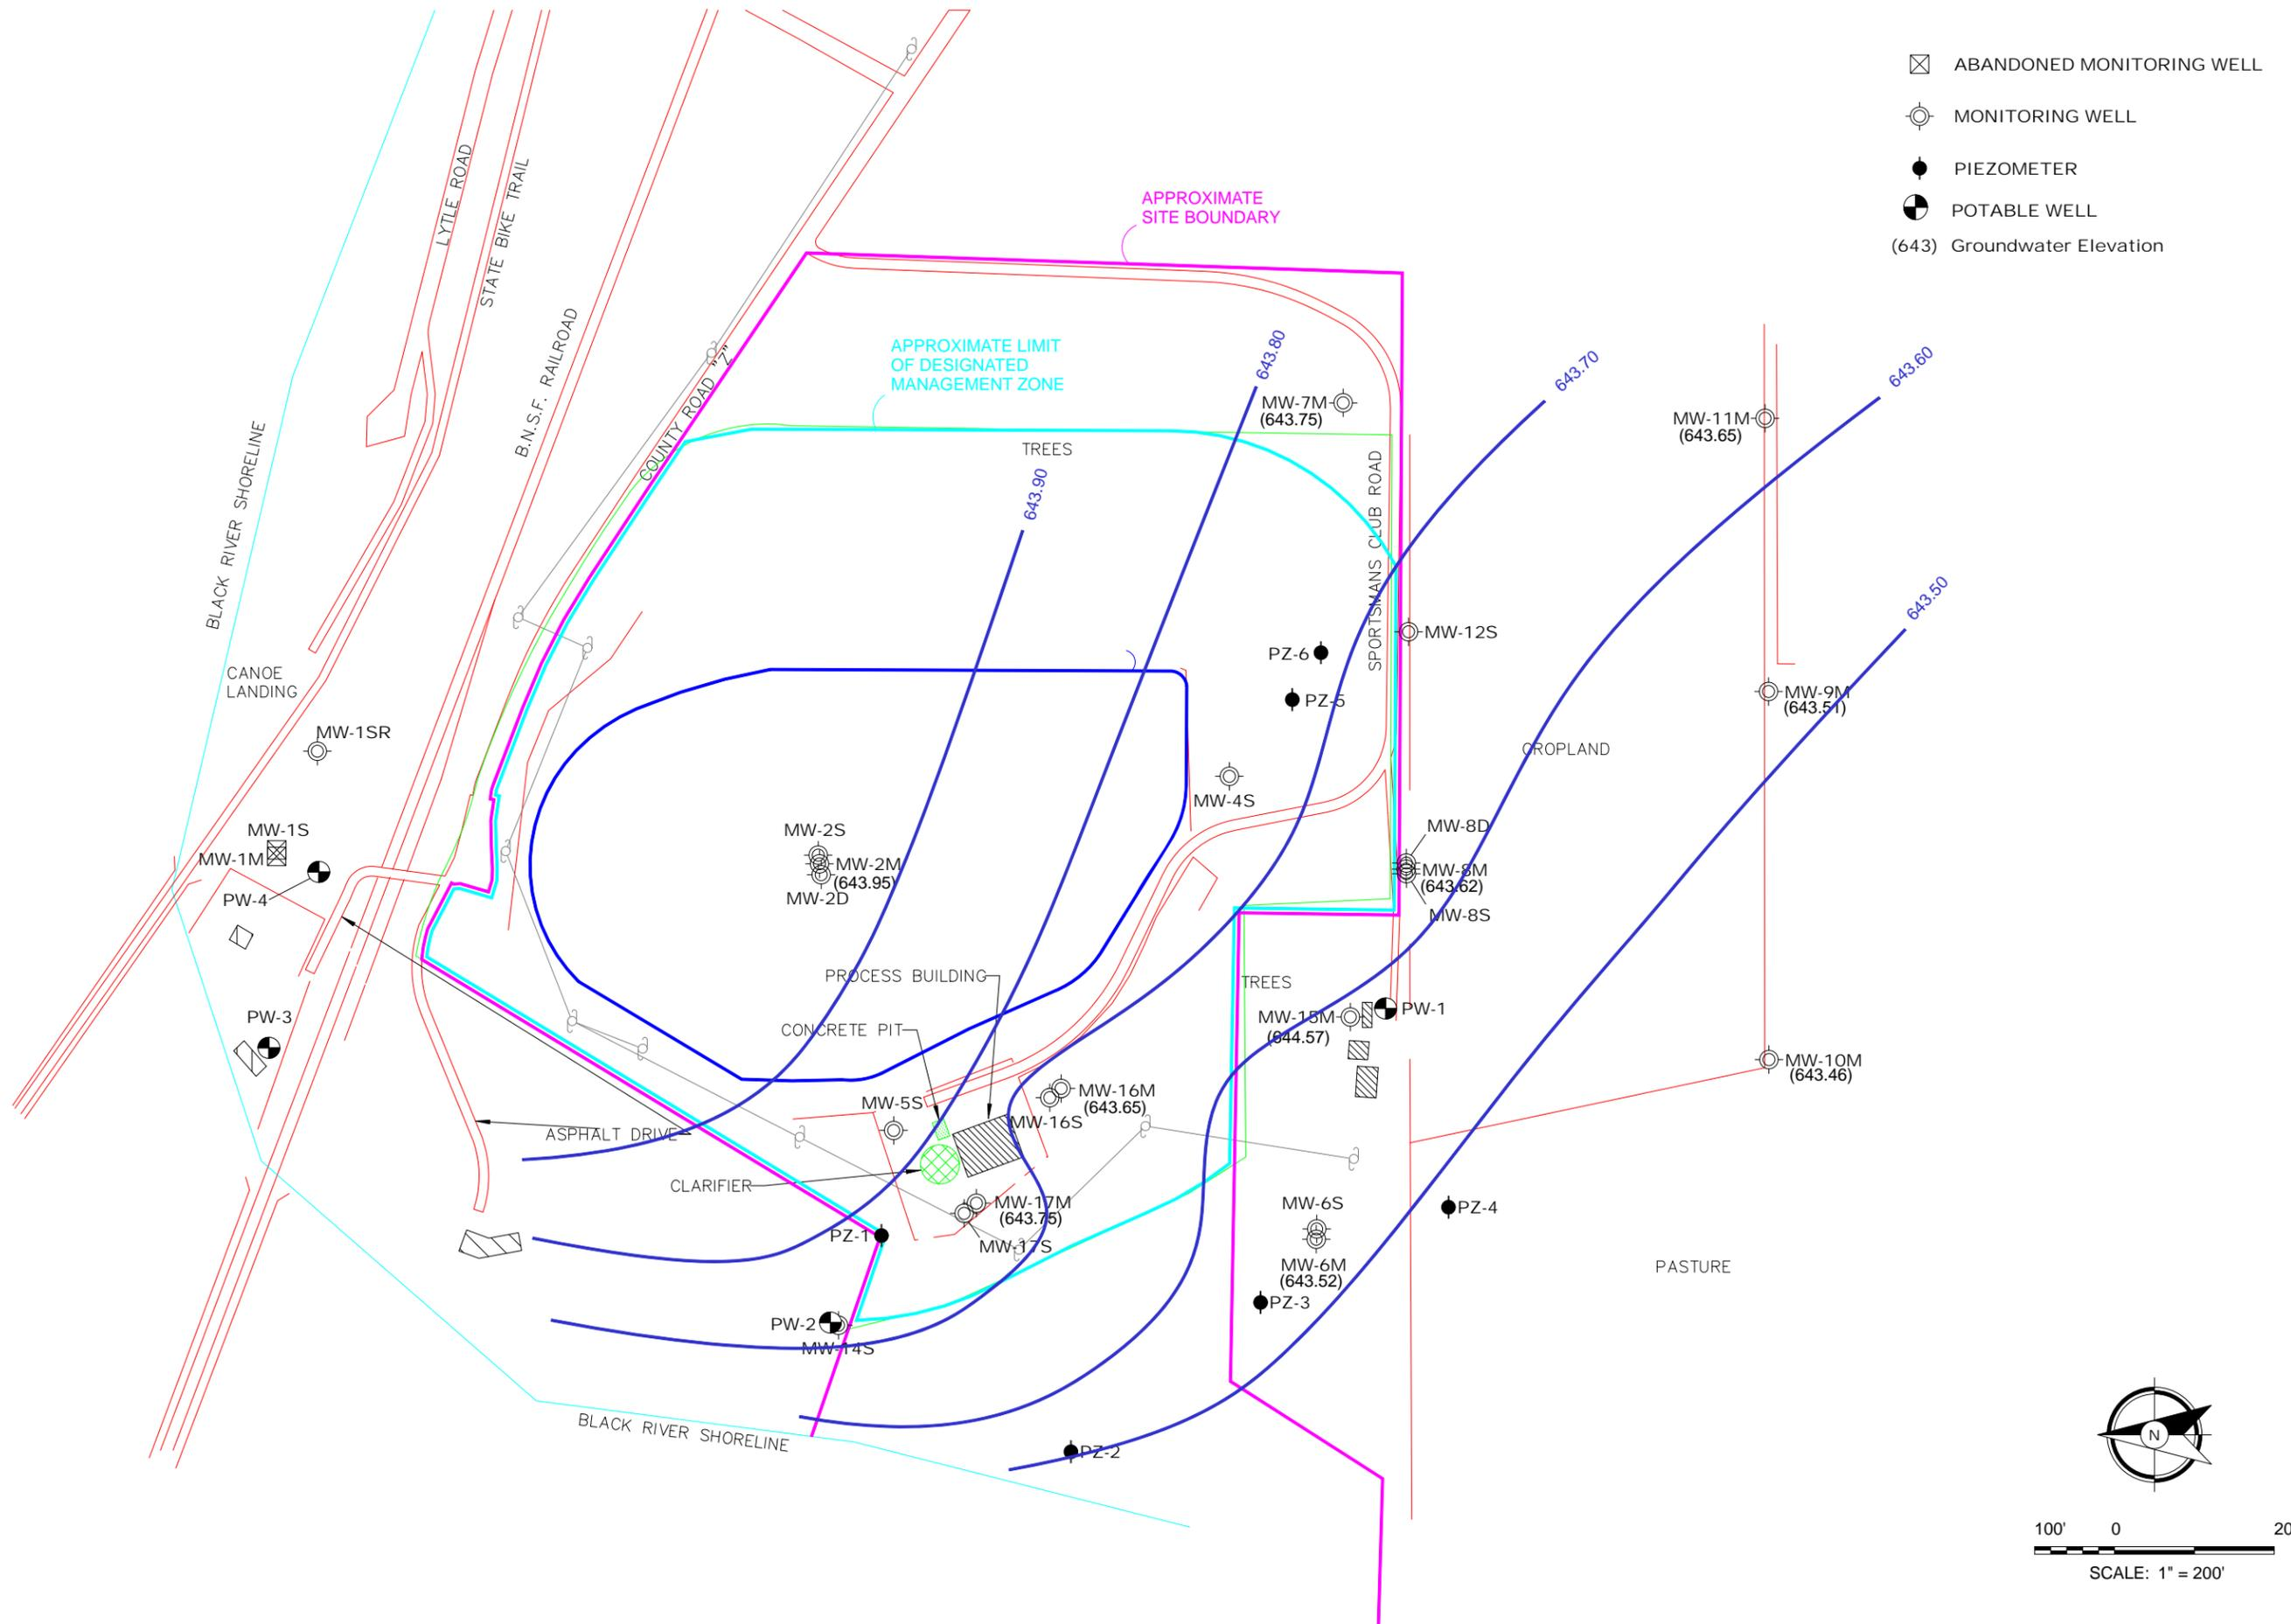 ABANDONED MONITORING WELL
MONITORING WELL
PIEZOMETER
POTABLE WELL
(643) Groundwater Elevation
LYTLE ROAD
STATE BIKE TRAIL
B.N.S.F. RAILROAD
COUNTY ROAD "Z"
BLACK RIVER SHORELINE
APPROXIMATE
SITE BOUNDARY
APPROXIMATE LIMIT
OF DESIGNATED
MANAGEMENT ZONE
643.90
643.80
643.70
643.60
643.50
TREES
MW-7M
(643.75)
MW-11M
(643.65)
SPORTSMANS CLUB ROAD
MW-12S
PZ-6
PZ-5
MW-9M
(643.51)
CROPLAND
CANOE
LANDING
MW-1SR
MW-4S
MW-1S
MW-1M
PW-4
MW-2S
MW-2M
(643.95)
MW-2D
MW-8D
MW-8M
(643.62)
MW-8S
PROCESS BUILDING
TREES
PW-3
CONCRETE PIT
MW-15M
(644.57)
PW-1
MW-10M
(643.46)
MW-5S
MW-16M
(643.65)
MW-16S
ASPHALT DRIVE
CLARIFIER
MW-17M
(643.75)
MW-17S
PZ-1
MW-6S
MW-6M
(643.52)
PZ-4
PZ-3
PASTURE
PW-2
MW-14S
BLACK RIVER SHORELINE
PZ-2
N
100' 0 20
SCALE: 1" = 200'